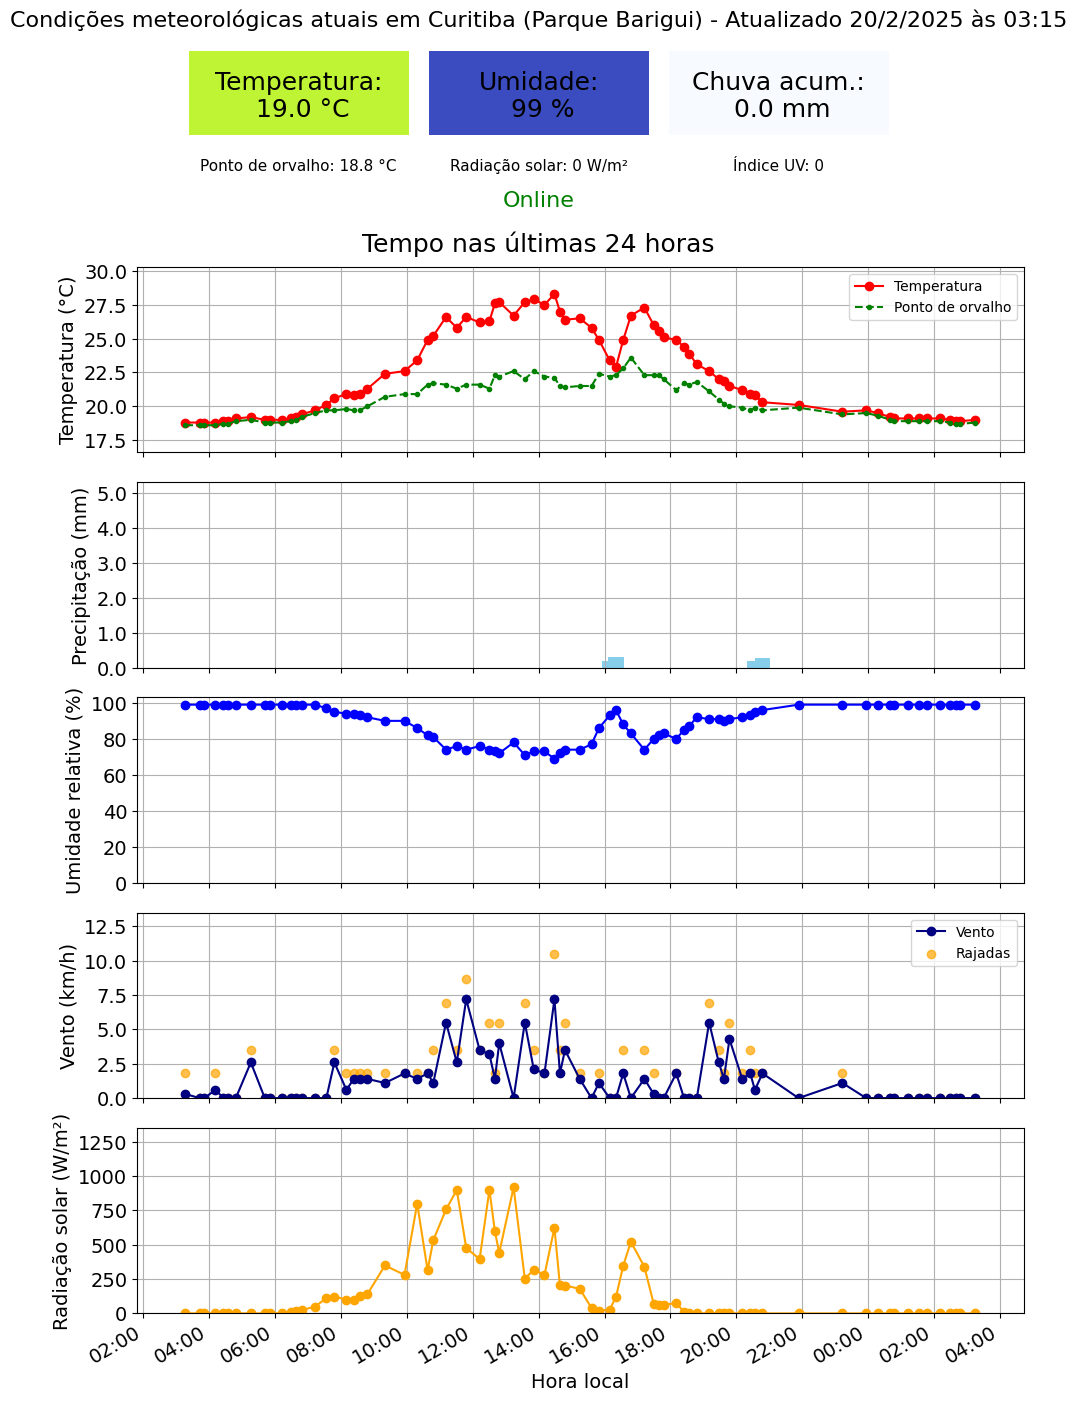 Condições meteorológicas atuais em Curitiba (Parque Barigui) - Atualizado 20/2/2025 às 03:15
Temperatura:
19.0 °C
Umidade:
99 %
Chuva acum.:
0.0 mm
Ponto de orvalho: 18.8 °C
Radiação solar: 0 W/m²
Índice UV: 0
Online
Tempo nas últimas 24 horas
Temperatura (°C)
30.0
27.5
25.0
22.5
20.0
17.5
Temperatura
Ponto de orvalho
Precipitação (mm)
5.0
4.0
3.0
2.0
1.0
0.0
Umidade relativa (%)
100
80
60
40
20
0
Vento (km/h)
12.5
10.0
7.5
5.0
2.5
0.0
Vento
Rajadas
Radiação solar (W/m²)
1250
1000
750
500
250
0
02:00
04:00
06:00
08:00
10:00
12:00
14:00
16:00
18:00
20:00
22:00
00:00
02:00
04:00
Hora local